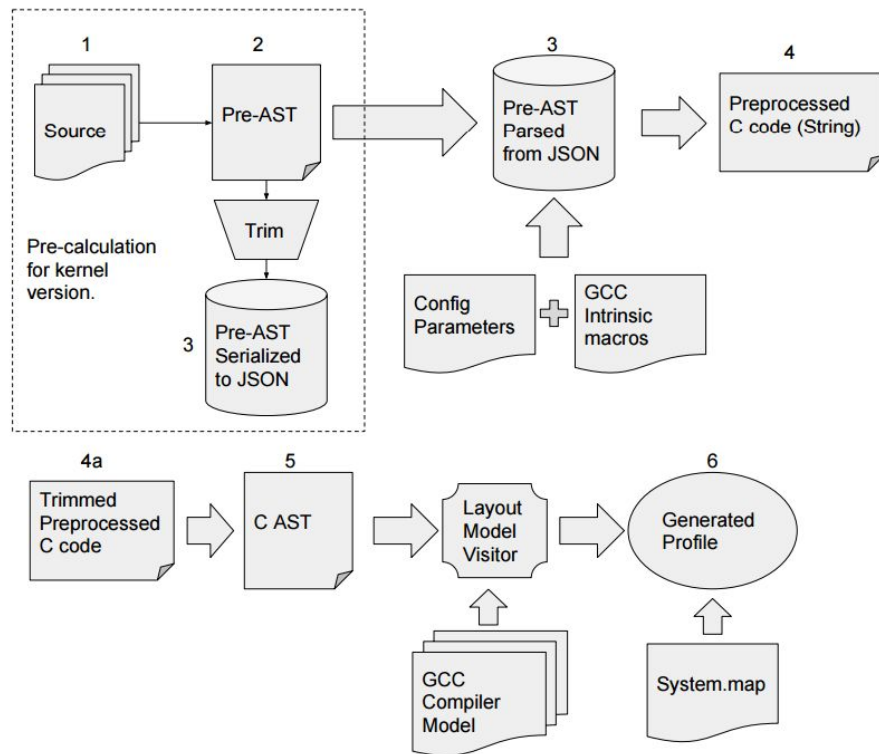 1
2
3
4
Source
Pre-AST
Pre-AST
Parsed
from JSON
Preprocessed
C code (String)
Trim
Pre-calculation
for kernel
version.
3
Pre-AST
Serialized
to JSON
Config
Parameters
GCC
Intrinsic
macros
4a
5
6
Trimmed
Preprocessed
C code
C AST
Layout
Model
Visitor
Generated
Profile
GCC
Compiler
Model
System.map